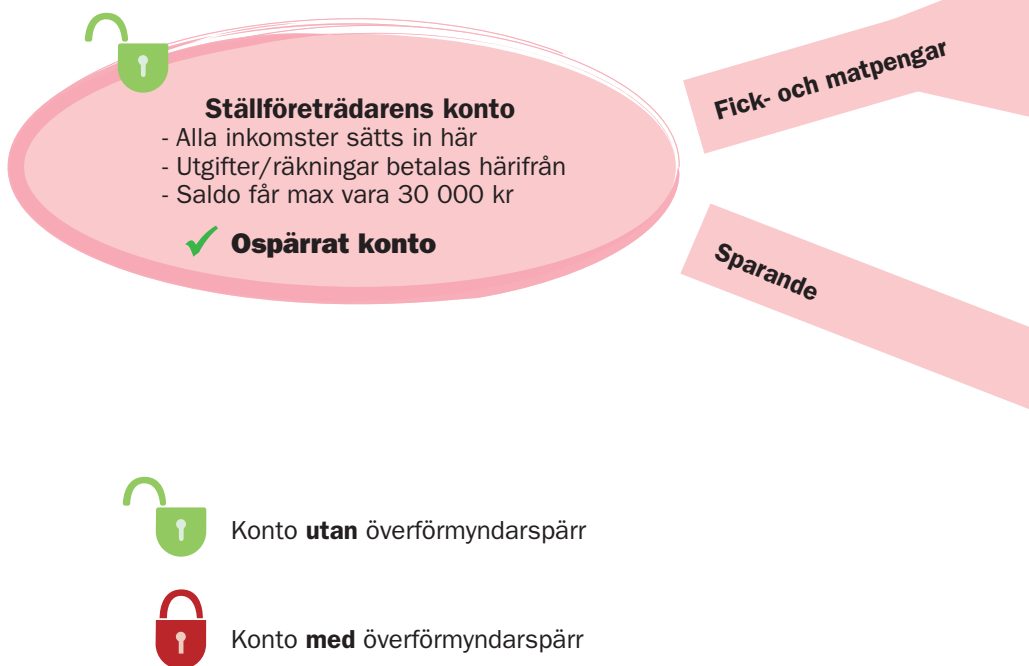 Ställföreträdarens konto
- Alla inkomster sätts in här
- Utgifter/räkningar betalas härifrån
- Saldo får max vara 30 000 kr
Ospärrat konto
Fick- och matpengar
Sparande
Konto utan överförmyndarspärr
Konto med överförmyndarspärr